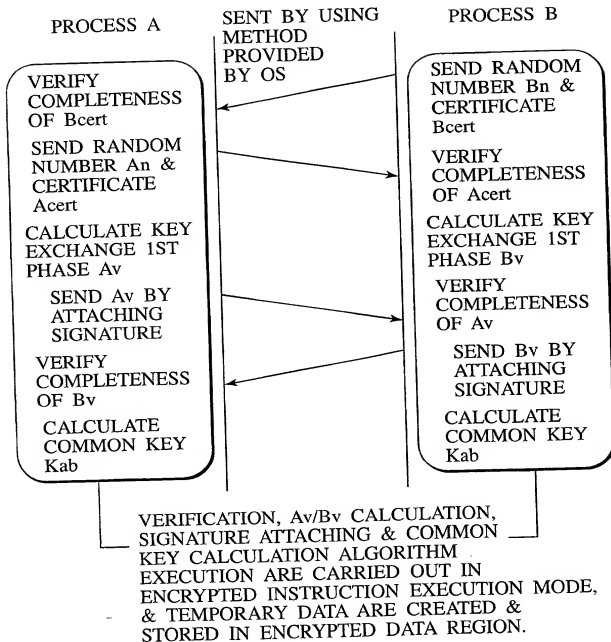 PROCESS A
SENT BY USING
METHOD
PROVIDED
BY OS
PROCESS B
VERIFY
COMPLETENESS
OF Bcert
SEND RANDOM
NUMBER An &
CERTIFICATE
Acert
CALCULATE KEY
EXCHANGE 1ST
PHASE Av
SEND Av BY
ATTACHING
SIGNATURE
VERIFY
COMPLETENESS
OF Bv
CALCULATE
COMMON KEY
Kab
SEND RANDOM
NUMBER Bn &
CERTIFICATE
Bcert
VERIFY
COMPLETENESS
OF Acert
CALCULATE KEY
EXCHANGE 1ST
PHASE Bv
VERIFY
COMPLETENESS
OF Av
SEND Bv BY
ATTACHING
SIGNATURE
CALCULATE
COMMON KEY
Kab
VERIFICATION, Av/Bv CALCULATION,
SIGNATURE ATTACHING & COMMON
KEY CALCULATION ALGORITHM
EXECUTION ARE CARRIED OUT IN
ENCRYPTED INSTRUCTION EXECUTION MODE,
& TEMPORARY DATA ARE CREATED &
STORED IN ENCRYPTED DATA REGION.